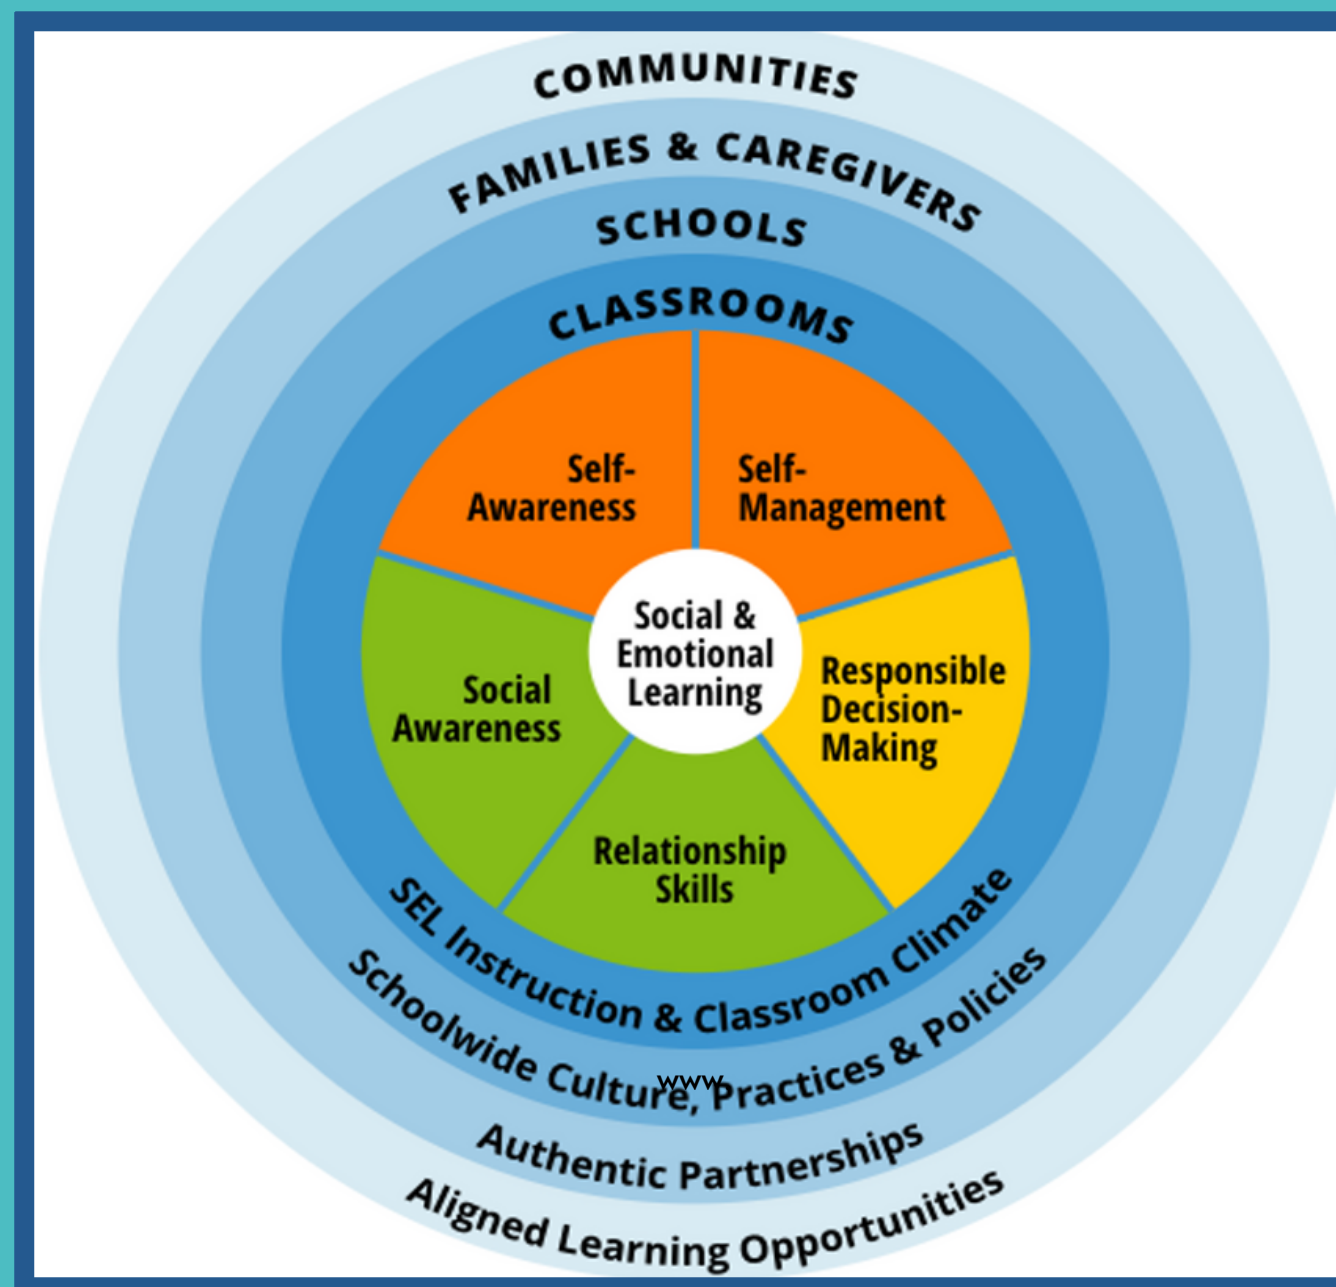 COMMUNITIES
FAMILIES & CAREGIVERS
SCHOOLS
CLASSROOMS
Self-
Awareness
Self-
Management
Social &
Emotional
Learning
Social
Awareness
Responsible
Decision-
Making
Relationship
Skills
SEL Instruction & Classroom Climate
Schoolwide Culture, Practices & Policies
www
Authentic Partnerships
Aligned Learning Opportunities